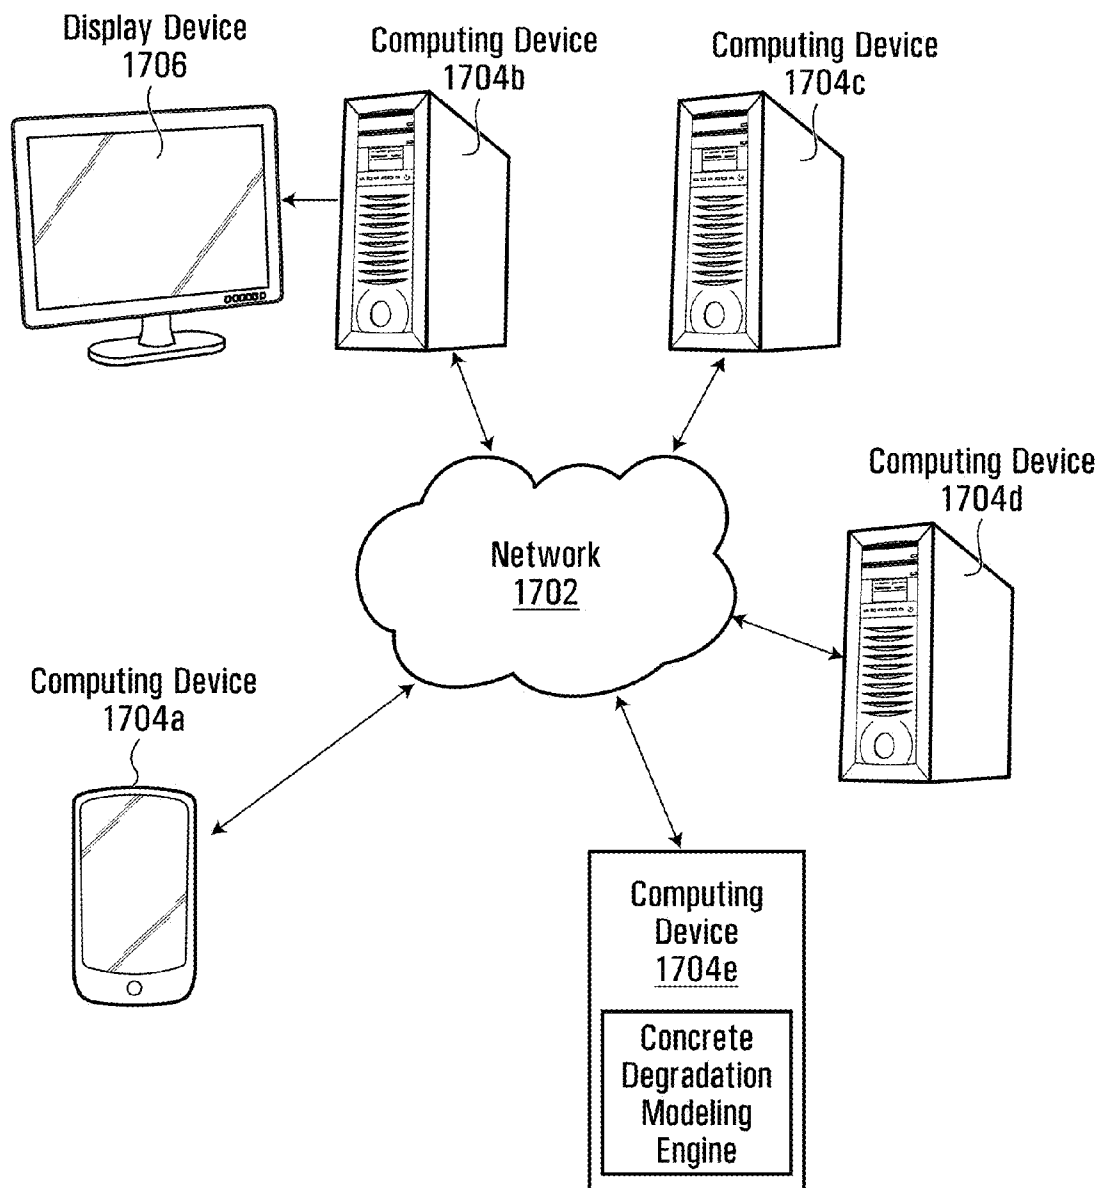 Display Device
1706
Computing Device
1704b
Computing Device
1704c
Computing Device
1704d
Network
1702
Computing Device
1704a
Computing
Device
1704e
Concrete
Degradation
Modeling
Engine